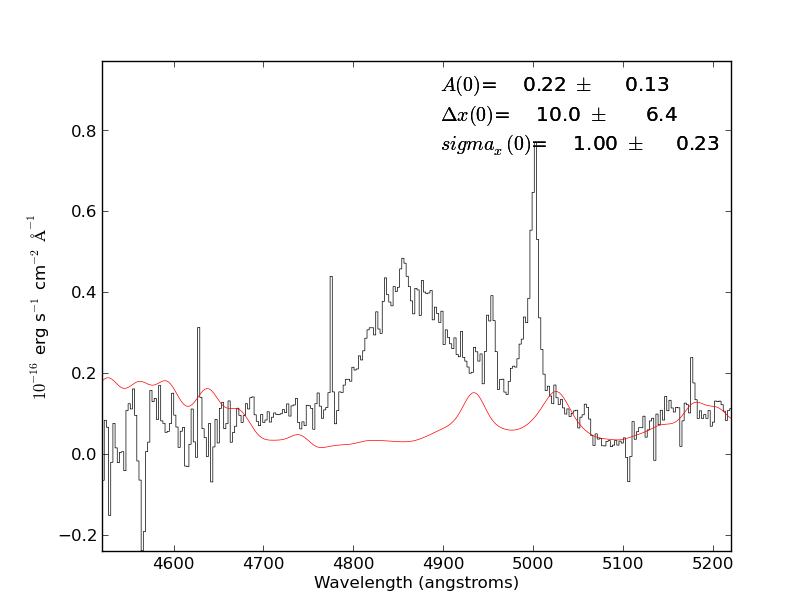 A(0)= 0.22 ± 0.13
Δx(0)= 10.0 ± 6.4
sigma_x (0)= 1.00 ± 0.23
0.8
0.6
0.4
0.2
0.0
−0.2
10^{−16} erg s^{−1} cm^{−2} Å^{−1}
4600 4700 4800 4900 5000 5100 5200
Wavelength (angstroms)